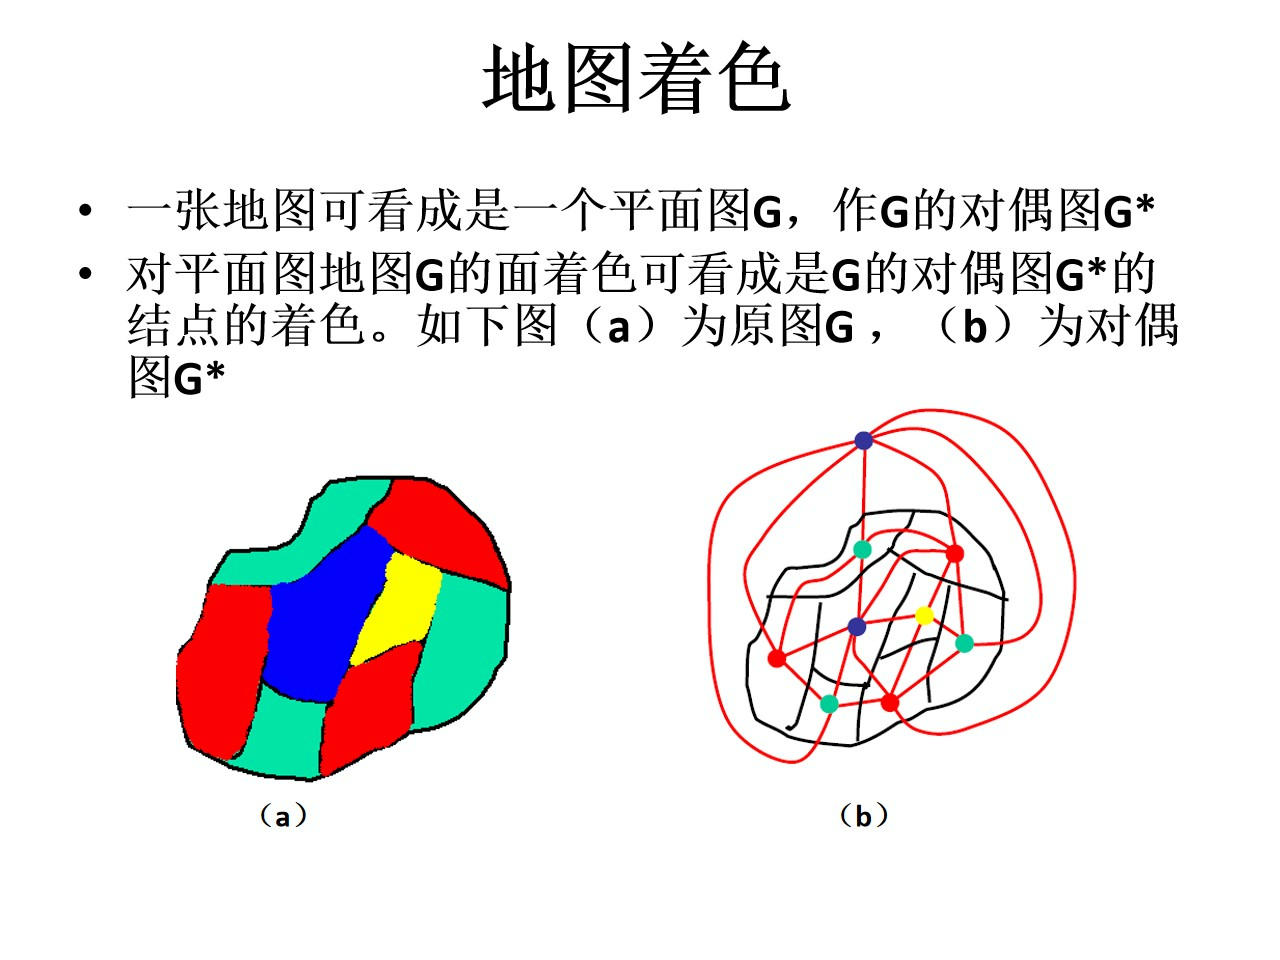 地图着色
• 一张地图可看成是一个平面图G，作G的对偶图G*
• 对平面图地图G的面着色可看成是G的对偶图G*的
结点的着色。如下图（a）为原图G ，（b）为对偶
图G*
（a）
（b）